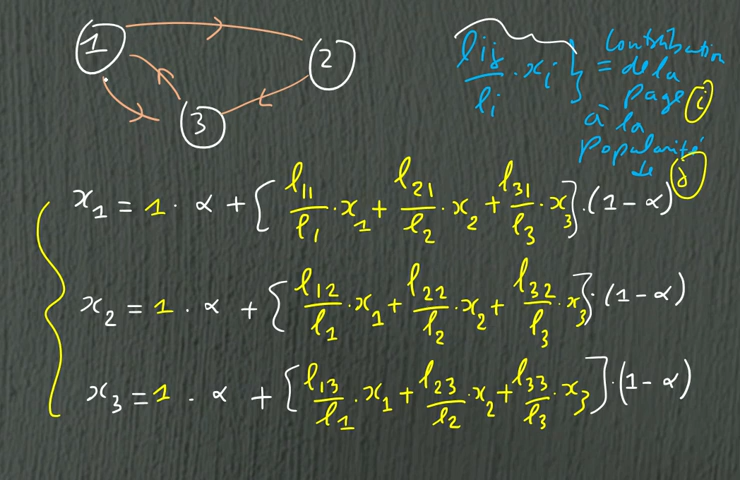 1
2
3
lij/li · xi } = Contribution
de la
page i
à la
popularité
de j
x₁ = 1 · α + [ l₁₁/l₁ · x₁ + l₂₁/l₂ · x₂ + l₃₁/l₃ · x₃ ] · (1 - α)
x₂ = 1 · α + [ l₁₂/l₁ · x₁ + l₂₂/l₂ · x₂ + l₃₂/l₃ · x₃ ] · (1 - α)
x₃ = 1 · α + [ l₁₃/l₁ · x₁ + l₂₃/l₂ · x₂ + l₃₃/l₃ · x₃ ] · (1 - α)